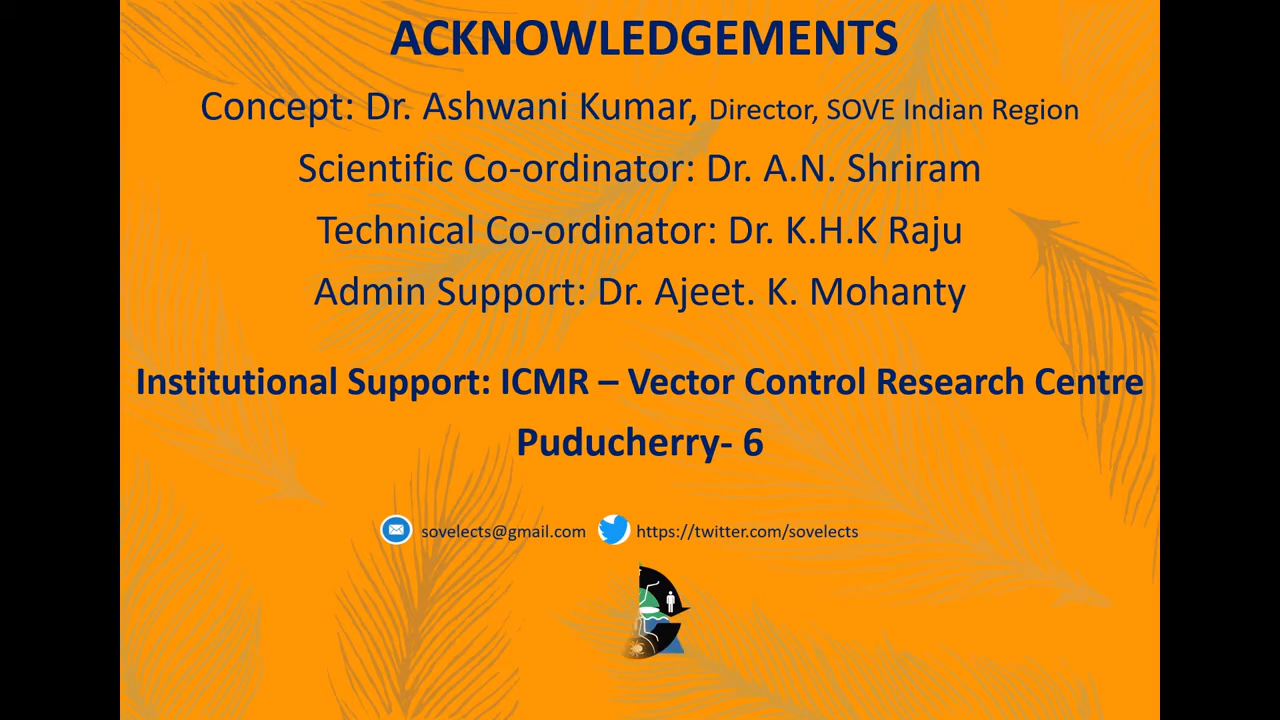 ACKNOWLEDGEMENTS
Concept: Dr. Ashwani Kumar, Director, SOVE Indian Region
Scientific Co-ordinator: Dr. A.N. Shriram
Technical Co-ordinator: Dr. K.H.K Raju
Admin Support: Dr. Ajeet. K. Mohanty
Institutional Support: ICMR – Vector Control Research Centre
Puducherry- 6
sovelects@gmail.com https://twitter.com/sovelects